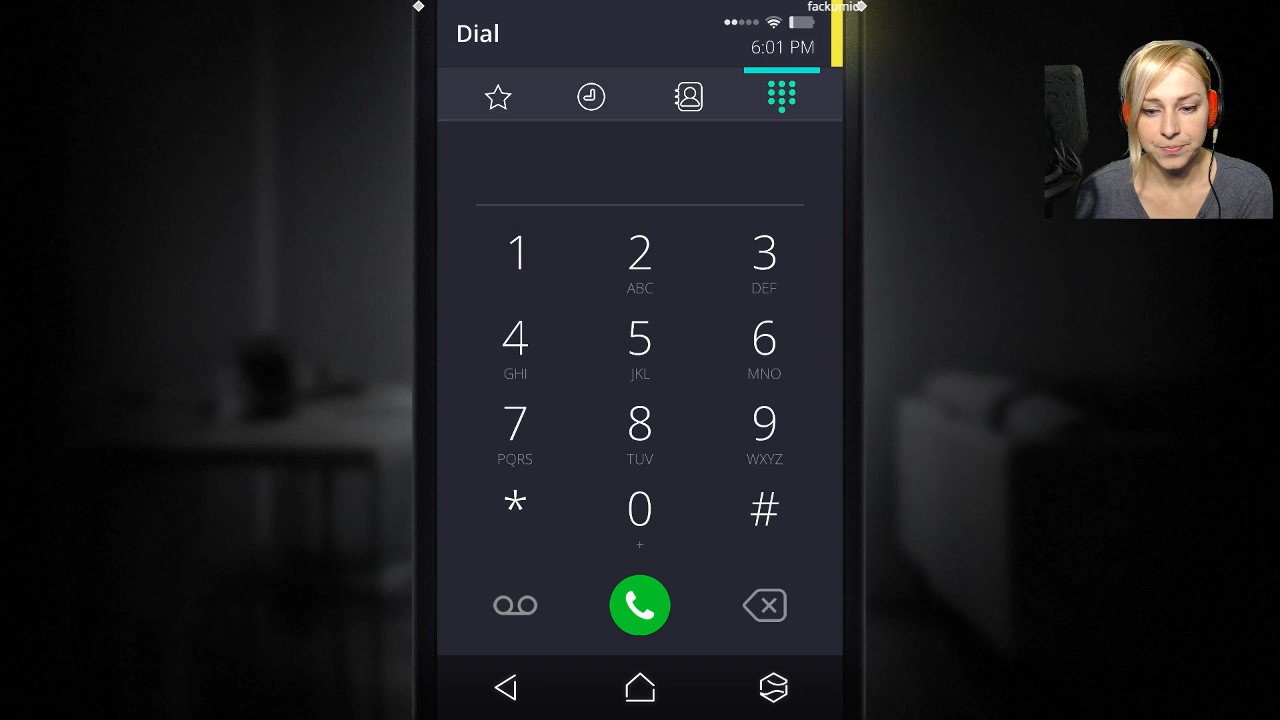 fackumid
Dial
6:01 PM
1
2
3
ABC
DEF
4
5
6
GHI
JKL
MNO
7
8
9
PQRS
TUV
WXYZ
*
0
#
+